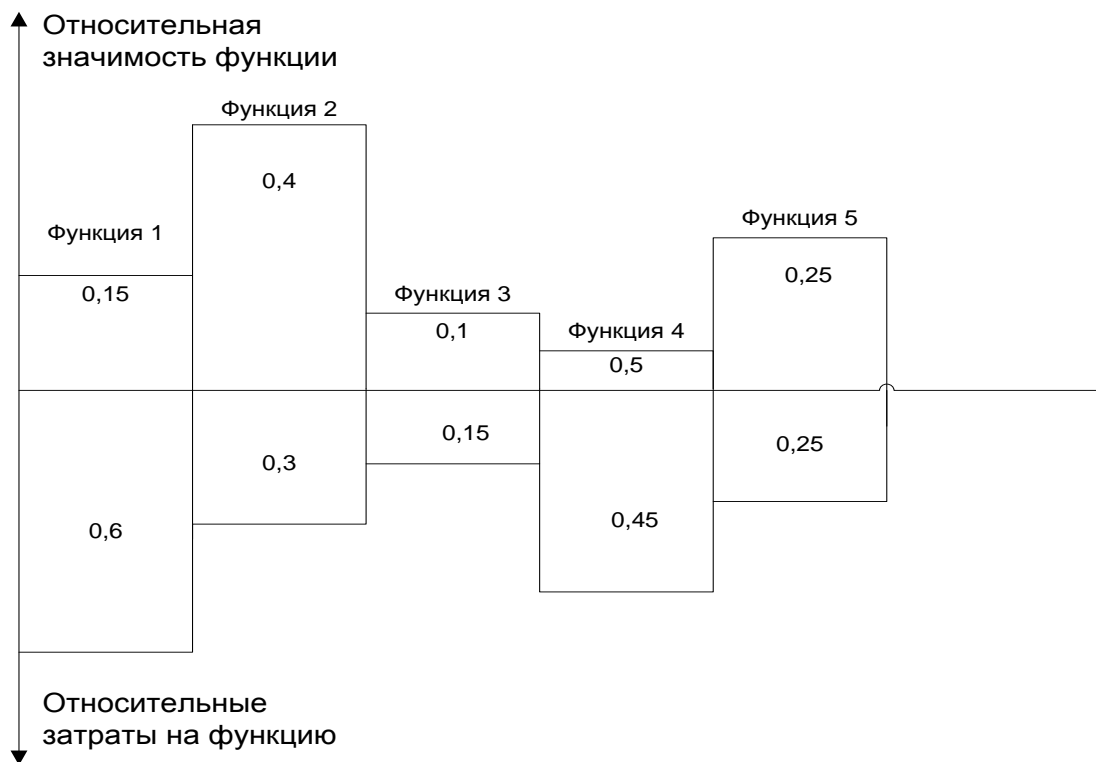 Относительная
значимость функции
Функция 2
0,4
Функция 1
0,15
Функция 5
0,25
Функция 3
0,1
Функция 4
0,5
0,15
0,25
0,3
0,45
0,6
Относительные
затраты на функцию